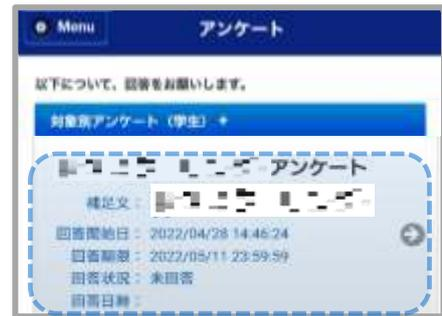 Menu
アンケート
以下について、回答をお願いします。
対象別アンケート（学生）
アンケート
補足文：
回答開始日： 2022/04/28 14:46:24
回答期限： 2022/05/11 23:59:59
回答状況： 未回答
回答日時：